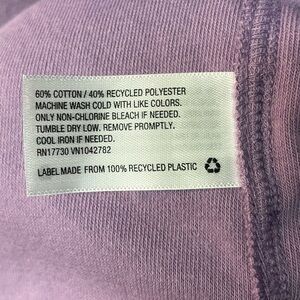 60% COTTON / 40% RECYCLED POLYESTER
MACHINE WASH COLD WITH LIKE COLORS.
ONLY NON-CHLORINE BLEACH IF NEEDED.
TUMBLE DRY LOW. REMOVE PROMPTLY.
COOL IRON IF NEEDED.
RN17730 VN1042782
LABEL MADE FROM 100% RECYCLED PLASTIC